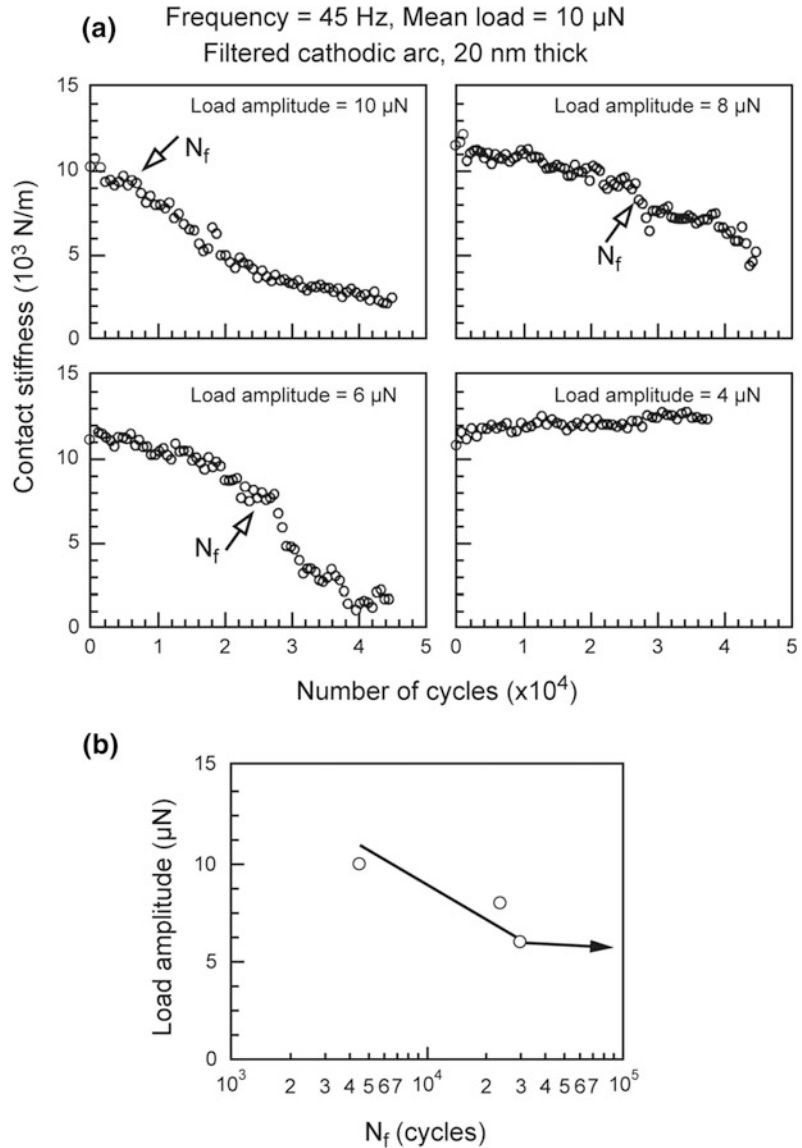 Frequency = 45 Hz, Mean load = 10 µN
(a)
Filtered cathodic arc, 20 nm thick
15
10
5
0
Load amplitude = 10 µN
N_f
Load amplitude = 8 µN
N_f
Contact stiffness (10³ N/m)
15
10
5
0
Load amplitude = 6 µN
N_f
Load amplitude = 4 µN
0 1 2 3 4 5
0 1 2 3 4 5
Number of cycles (x10⁴)
(b)
Load amplitude (µN)
15
10
5
0
10³ 2 3 4 5 6 7 10⁴ 2 3 4 5 6 7 10⁵
N_f (cycles)